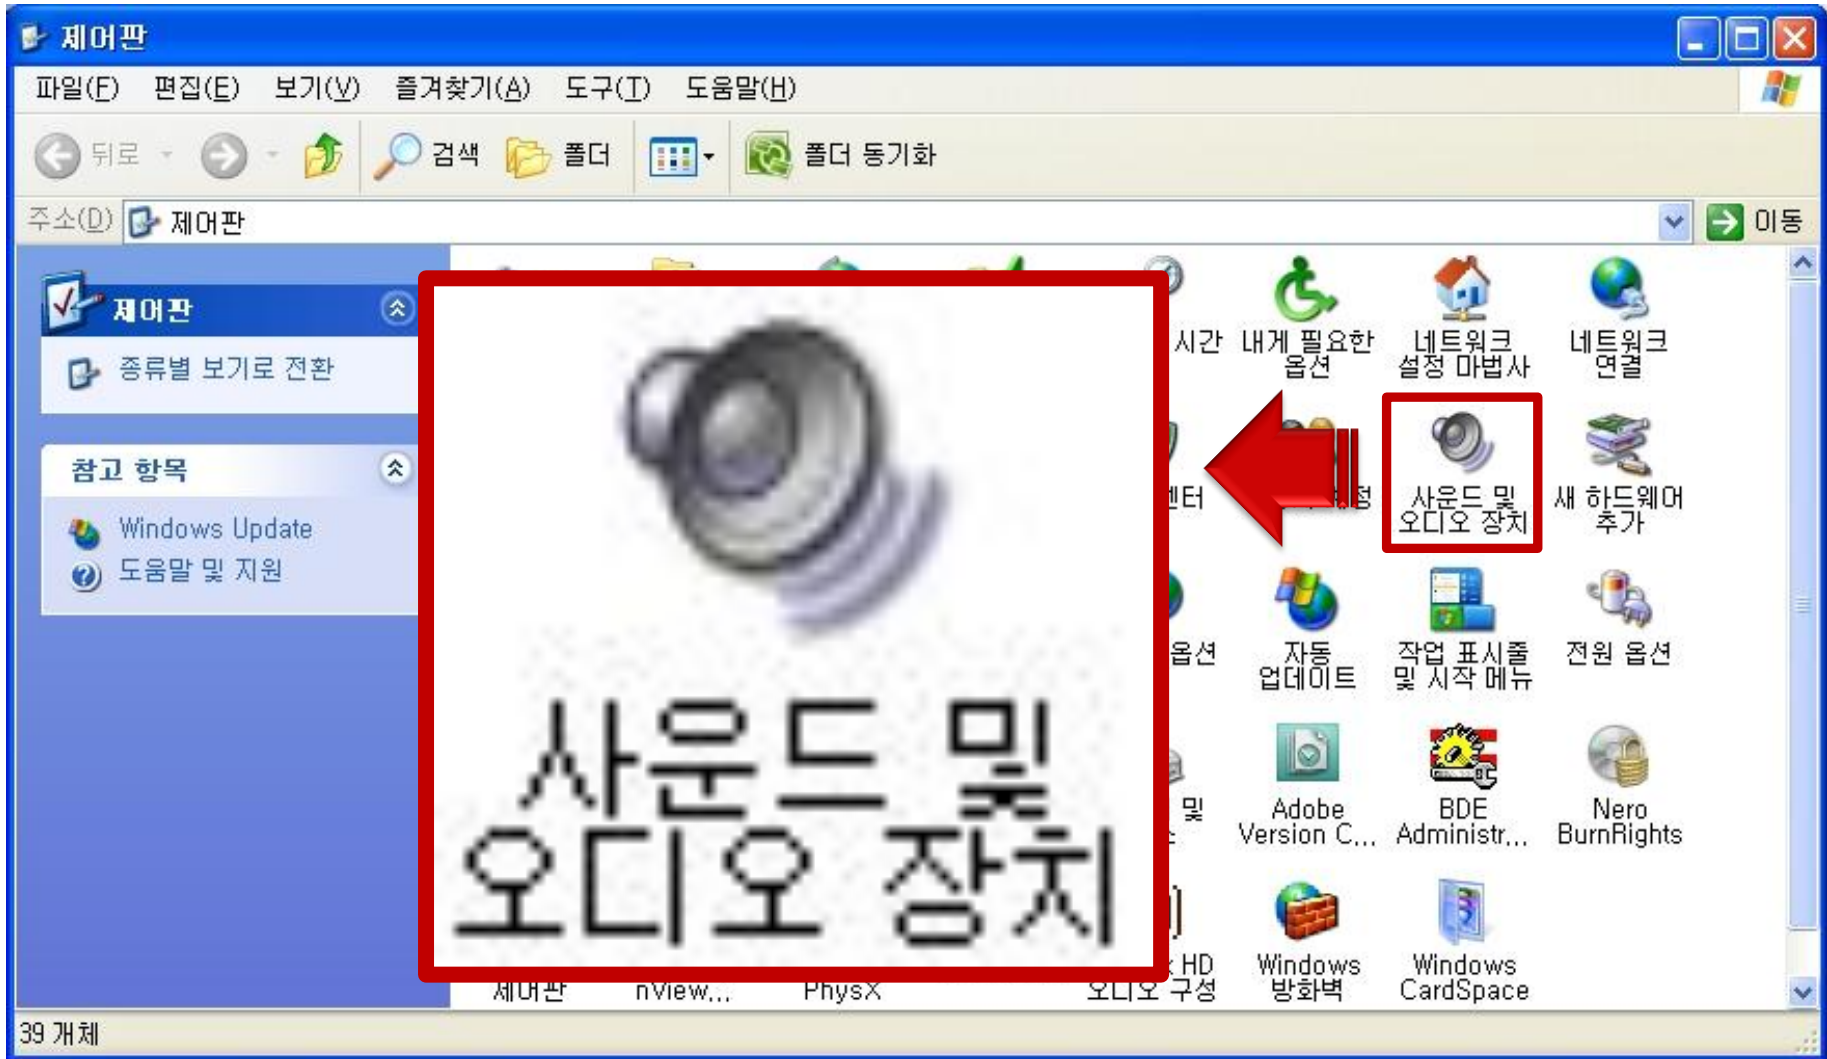 제어판
파일(F) 편집(E) 보기(V) 즐겨찾기(A) 도구(T) 도움말(H)
뒤로 검색 폴더 폴더 동기화
주소(D) 제어판 이동
제어판
종류별 보기로 전환
참고 항목
Windows Update
도움말 및 지원
사운드 및
오디오 장치
시간
내게 필요한
옵션
네트워크
설정 마법사
네트워크
연결
센터
정
사운드 및
오디오 장치
새 하드웨어
추가
옵션
자동
업데이트
작업 표시줄
및 시작 메뉴
전원 옵션
및
Adobe
Version C...
BDE
Administr...
Nero
BurnRights
제어판
nView...
PhysX
HD
오디오 구성
Windows
방화벽
Windows
CardSpace
39 개체